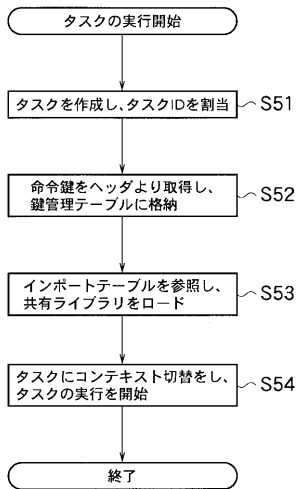 タスクの実行開始
タスクを作成し、タスクIDを割当
S51
命令鍵をヘッダより取得し、
鍵管理テーブルに格納
S52
インポートテーブルを参照し、
共有ライブラリをロード
S53
タスクにコンテキスト切替をし、
タスクの実行を開始
S54
終了